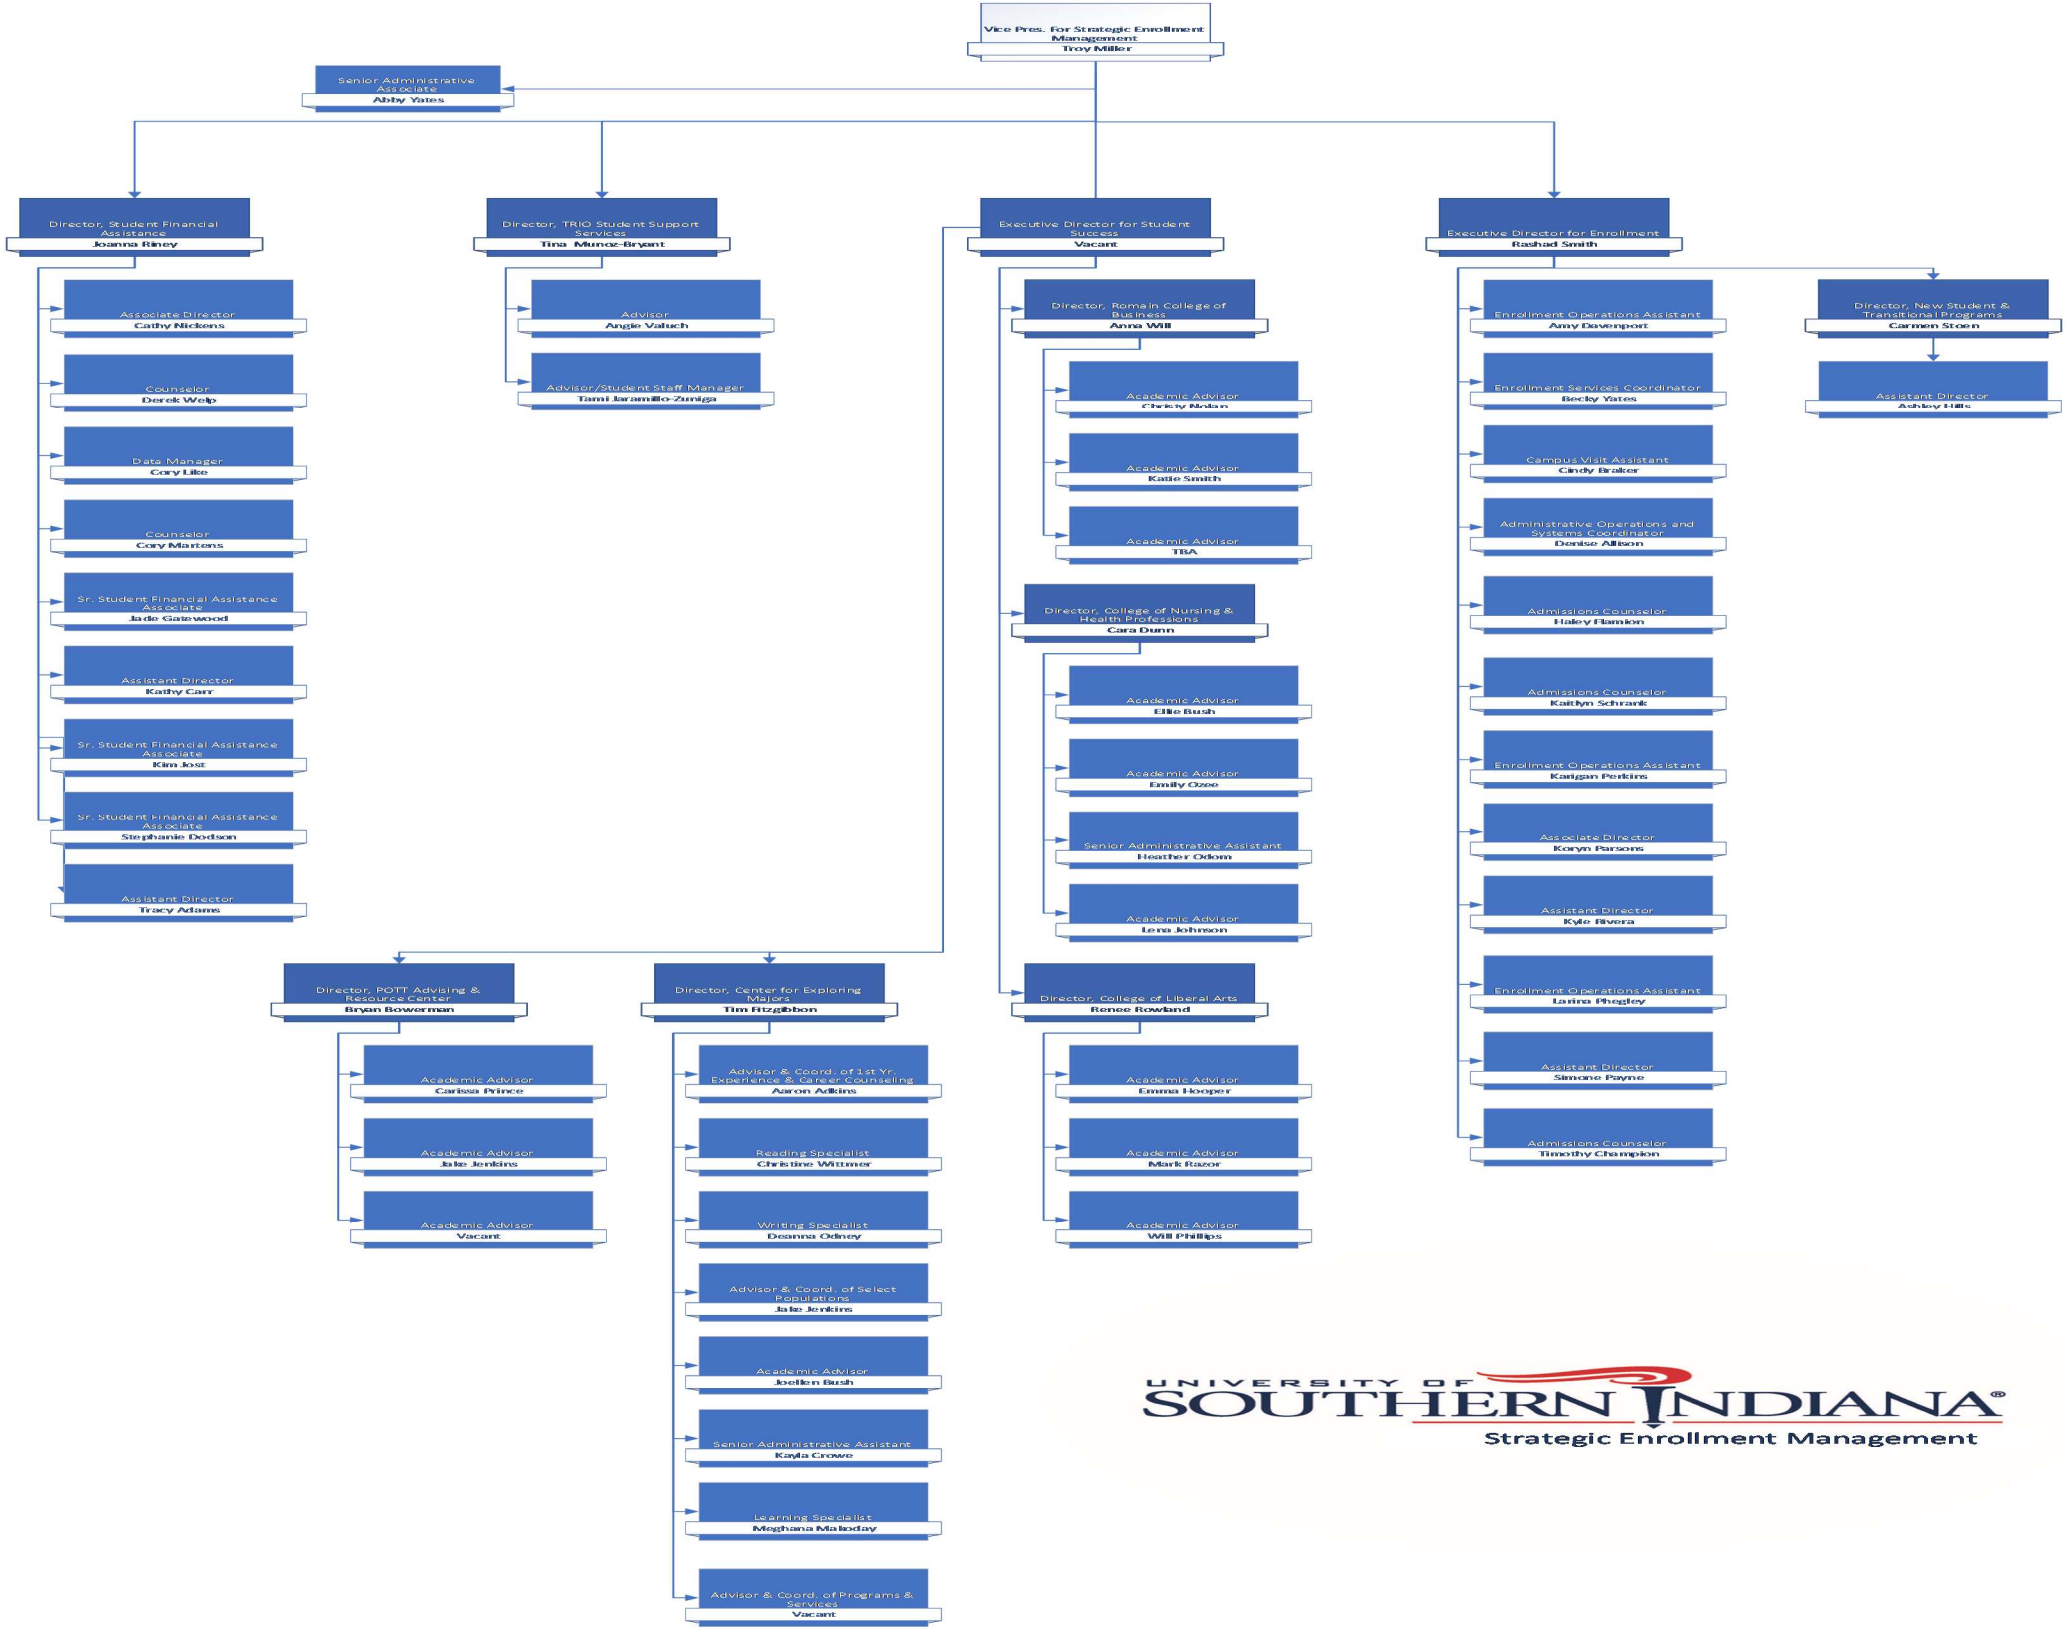 Vice Pres. For Strategic Enrollment
Management
Troy Miller
Senior Administrative
Associate
Abby Yates
Director, Student Financial
Assistance
Joanna Riney
Director, TRIO Student Support
Services
Tina Munoz-Bryant
Executive Director for Student
Success
Vacant
Executive Director for Enrollment
Rashad Smith
Associate Director
Cathy Nickens
Counselor
Derek Welp
Data Manager
Cory Like
Counselor
Cory Martens
Sr. Student Financial Assistance
Associate
Jade Gatewood
Assistant Director
Kathy Carr
Sr. Student Financial Assistance
Associate
Kim Jost
Sr. Student Financial Assistance
Associate
Stephanie Dodson
Assistant Director
Tracy Adams
Advisor
Angie Valuch
Advisor/Student Staff Manager
Tami Jaramillo-Zuniga
Director, Romain College of
Business
Anna Will
Academic Advisor
Christy Nolan
Academic Advisor
Katie Smith
Academic Advisor
TBA
Director, College of Nursing &
Health Professions
Cara Dunn
Academic Advisor
Ellie Bush
Academic Advisor
Emily Ozee
Senior Administrative Assistant
Heather Odom
Academic Advisor
Lena Johnson
Director, College of Liberal Arts
Renee Rowland
Academic Advisor
Emma Hooper
Academic Advisor
Mark Razor
Academic Advisor
Will Phillips
Director, POTT Advising &
Resource Center
Bryan Bowerman
Academic Advisor
Carissa Prince
Academic Advisor
Jake Jenkins
Academic Advisor
Vacant
Director, Center for Exploring
Majors
Tim Fitzgibbon
Advisor & Coord. of 1st Yr.
Experience & Career Counseling
Aaron Adkins
Reading Specialist
Christine Wittmer
Writing Specialist
Deanna Odney
Advisor & Coord. of Select
Populations
Jake Jenkins
Academic Advisor
Joellen Bush
Senior Administrative Assistant
Kayla Crowe
Learning Specialist
Meghana Makoday
Advisor & Coord. of Programs &
Services
Vacant
Enrollment Operations Assistant
Amy Davenport
Enrollment Services Coordinator
Becky Yates
Campus Visit Assistant
Cindy Braker
Administrative Operations and
Systems Coordinator
Denise Allison
Admissions Counselor
Haley Flamion
Admissions Counselor
Kaitlyn Schrank
Enrollment Operations Assistant
Karigan Perkins
Associate Director
Koryn Parsons
Assistant Director
Kyle Rivera
Enrollment Operations Assistant
Larina Phegley
Assistant Director
Simone Payne
Admissions Counselor
Timothy Champion
Director, New Student &
Transitional Programs
Carmen Stoen
Assistant Director
Ashley Hills
UNIVERSITY OF
SOUTHERN INDIANA®
Strategic Enrollment Management